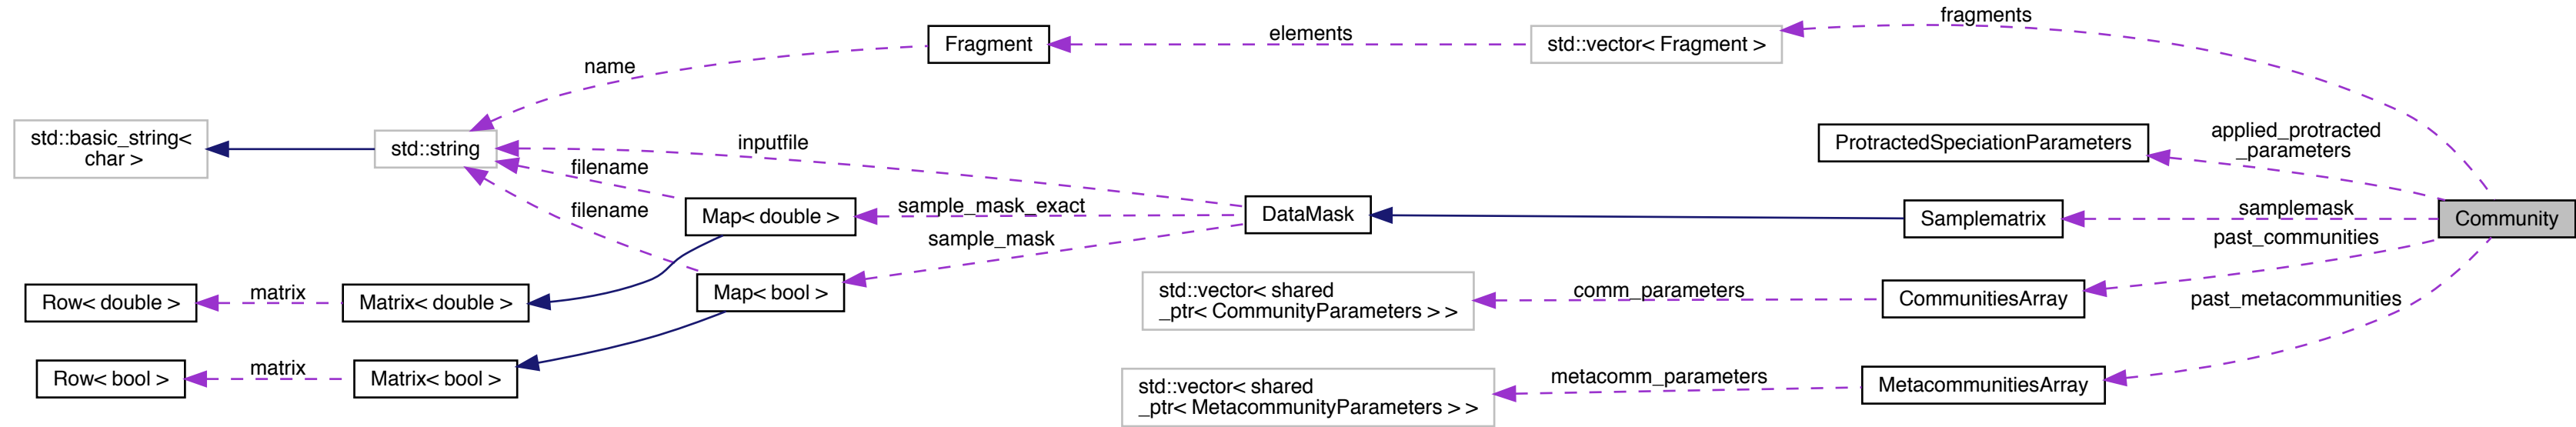 fragments
elements
Fragment
std::vector< Fragment >
name
applied_protracted
_parameters
std::basic_string<
char >
std::string
inputfile
ProtractedSpeciationParameters
filename
filename
Map< double >
sample_mask_exact
DataMask
Samplematrix
samplemask
Community
sample_mask
past_communities
Row< double >
matrix
Matrix< double >
Map< bool >
std::vector< shared
_ptr< CommunityParameters > >
comm_parameters
CommunitiesArray
past_metacommunities
Row< bool >
matrix
Matrix< bool >
std::vector< shared
_ptr< MetacommunityParameters > >
metacomm_parameters
MetacommunitiesArray